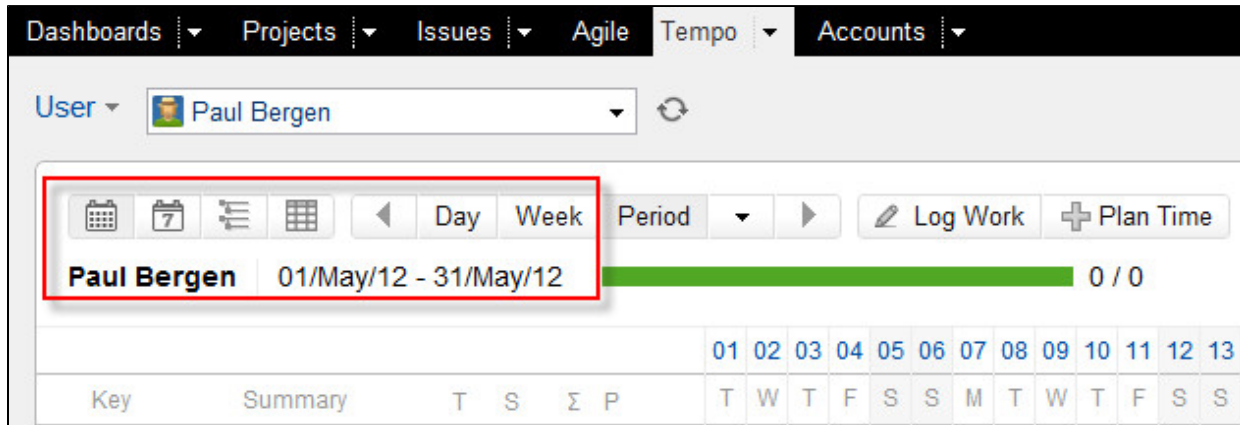 Dashboards Projects Issues Agile Tempo Accounts
User Paul Bergen
7 Day Week Period Log Work Plan Time
Paul Bergen 01/May/12 - 31/May/12 0 / 0
01 02 03 04 05 06 07 08 09 10 11 12 13
Key Summary T S Σ P T W T F S S M T W T F S S